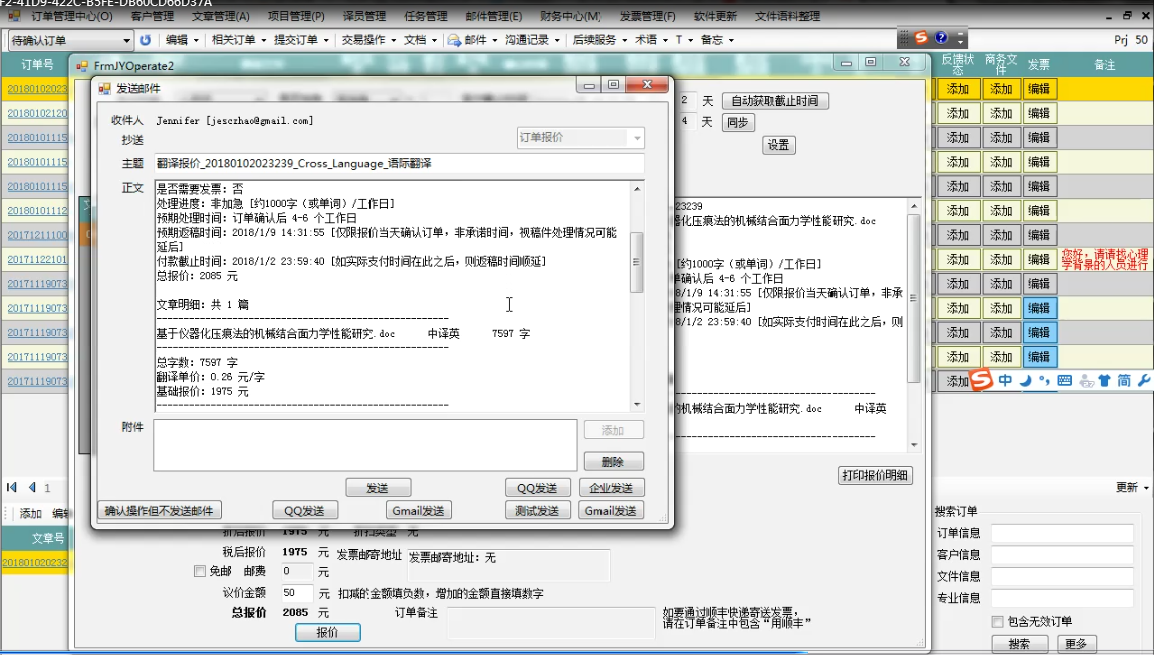 F2-41D9-422C-B5FE-DB60CD66D37A
订单管理中心(O) 客户管理 文章管理(A) 项目管理(P) 译员管理 任务管理 邮件管理(E) 财务中心(M) 发票管理(F) 软件更新 文件语料整理
待确认订单 编辑 相关订单 提交订单 交易操作 文档 邮件 沟通记录 后续服务 术语 T 备忘 Prj 50
订单号 FrmJYOperate2 反馈状态 商务文件 发票 备注
20180102023 添加 添加 编辑
20180102120 添加 添加 编辑
20180101115 添加 添加 编辑
20180101115 添加 添加 编辑
20180101115 添加 添加 编辑
20180101112 添加 添加 编辑
20171211100 添加 添加 编辑
20171122101 添加 添加 编辑 您好，请请找心理学背景的人员进行
20171119073 添加 添加 编辑
20171119073 添加 添加 编辑
20171119073 添加 添加 编辑
20171119073 添加 添加 编辑
20171119073 添加
中 简
发送邮件
收件人 Jennifer [jesczhao@gmail.com]
抄送 订单报价
主题 翻译报价_20180102023239_Cross_Language_语际翻译
正文 是否需要发票: 否
处理进度: 非加急 [约1000字（或单词）/工作日]
预期处理时间: 订单确认后 4-6 个工作日
预期返稿时间: 2018/1/9 14:31:55 [仅限报价当天确认订单，非承诺时间，视稿件处理情况可能
延后]
付款截止时间: 2018/1/2 23:59:40 [如实际支付时间在此之后，则返稿时间顺延]
总报价: 2085 元
文章明细: 共 1 篇
----------------------------------------
基于仪器化压痕法的机械结合面力学性能研究.doc 中译英 7597 字
----------------------------------------
总字数: 7597 字
翻译单价: 0.26 元/字
基础报价: 1975 元
----------------------------------------
附件 添加
删除
发送 QQ发送 企业发送
确认操作但不发送邮件 QQ发送 Gmail发送 测试发送 Gmail发送
2 天 自动获取截止时间
4 天 同步
设置
23239
器化压痕法的机械结合面力学性能研究.doc
[约1000字（或单词）/工作日]
单确认后 4-6 个工作日
8/1/9 14:31:55 [仅限报价当天确认订单，非承
理情况可能延后]
8/1/2 23:59:40 [如实际支付时间在此之后，则
----------------------------------------
的机械结合面力学性能研究.doc 中译英
----------------------------------------
打印报价明细
1 更新
添加 编辑
文章号
201801020232
折后报价 1975 元 折扣类型 无
税后报价 1975 元 发票邮寄地址 发票邮寄地址: 无
免邮 邮费 0 元
议价金额 50 元 扣减的金额填负数，增加的金额直接填数字
总报价 2085 元 订单备注 如要通过顺丰快递寄送发票，
请在订单备注中包含“用顺丰”
报价
搜索订单
订单信息
客户信息
文件信息
专业信息
包含无效订单
搜索 更多